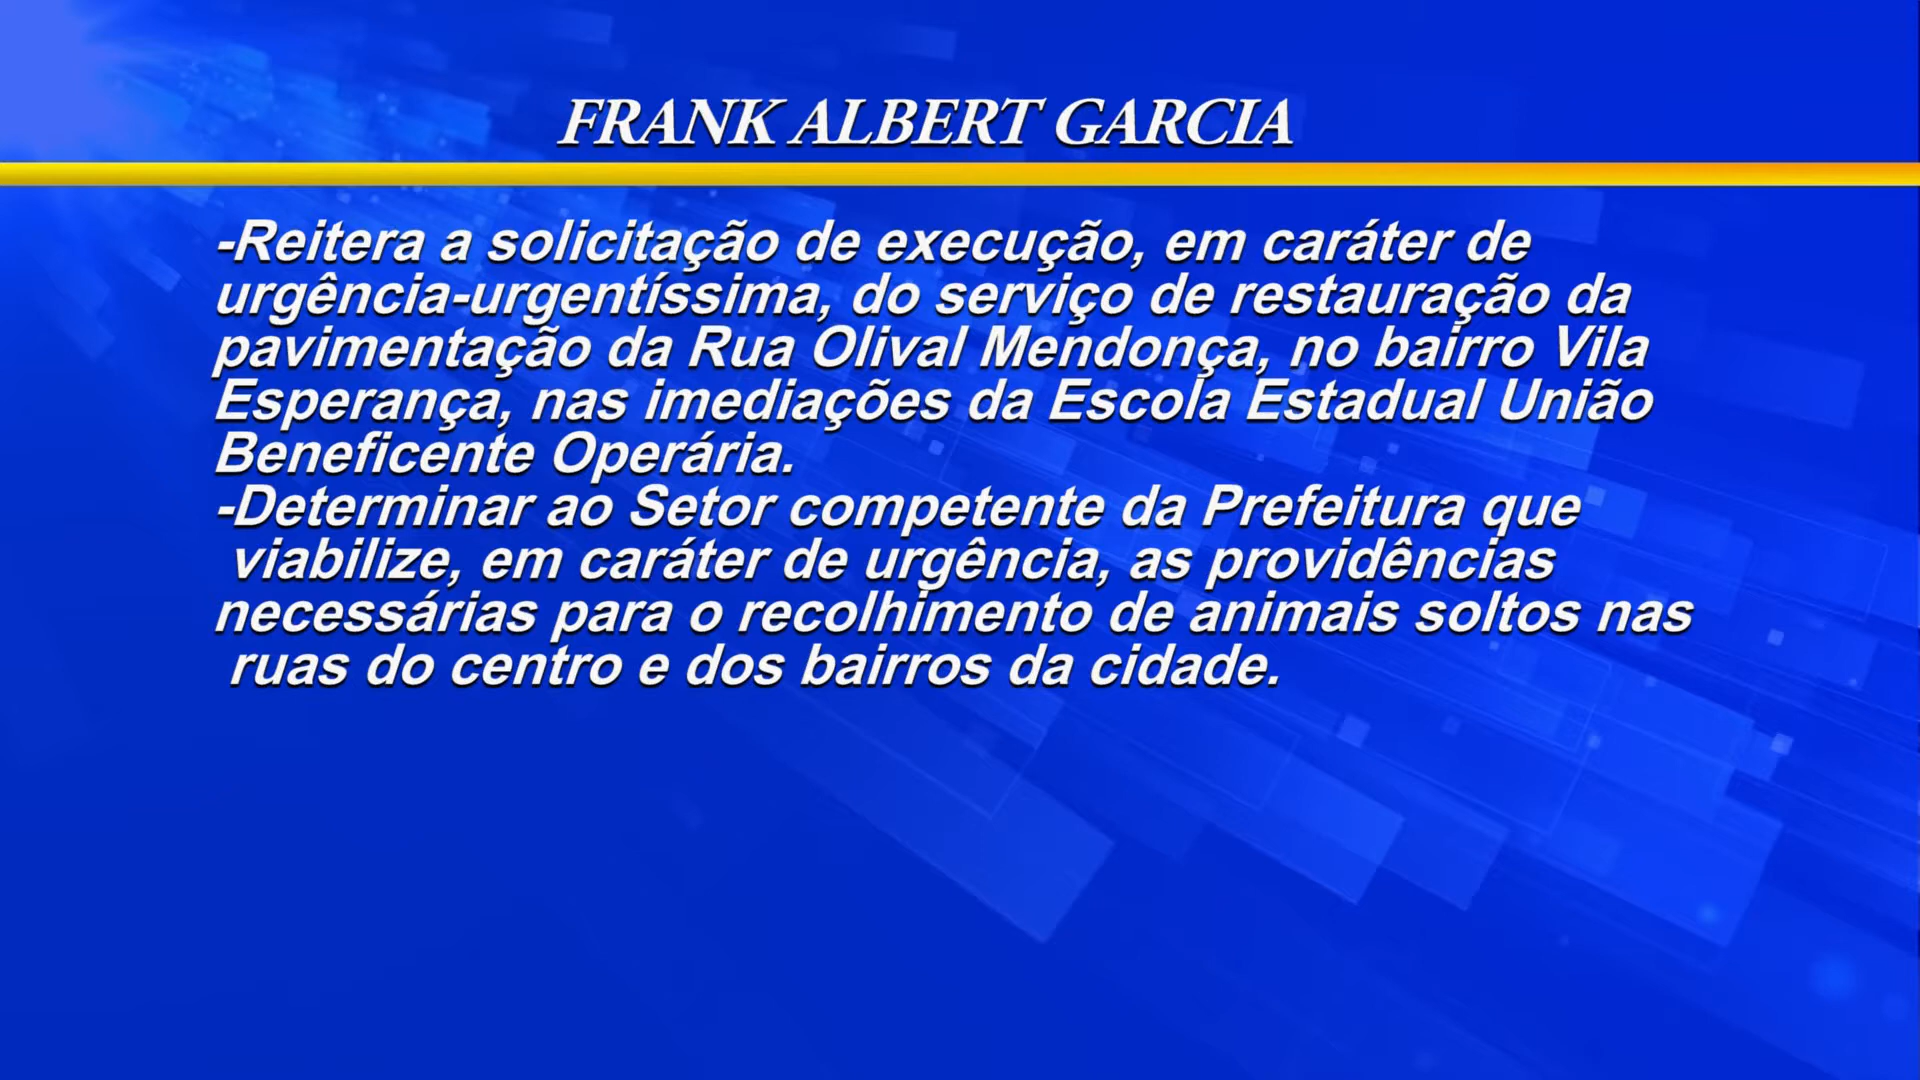 FRANK ALBERT GARCIA
-Reitera a solicitação de execução, em caráter de
urgência-urgentíssima, do serviço de restauração da
pavimentação da Rua Olival Mendonça, no bairro Vila
Esperança, nas imediações da Escola Estadual União
Beneficente Operária.
-Determinar ao Setor competente da Prefeitura que
viabilize, em caráter de urgência, as providências
necessárias para o recolhimento de animais soltos nas
ruas do centro e dos bairros da cidade.